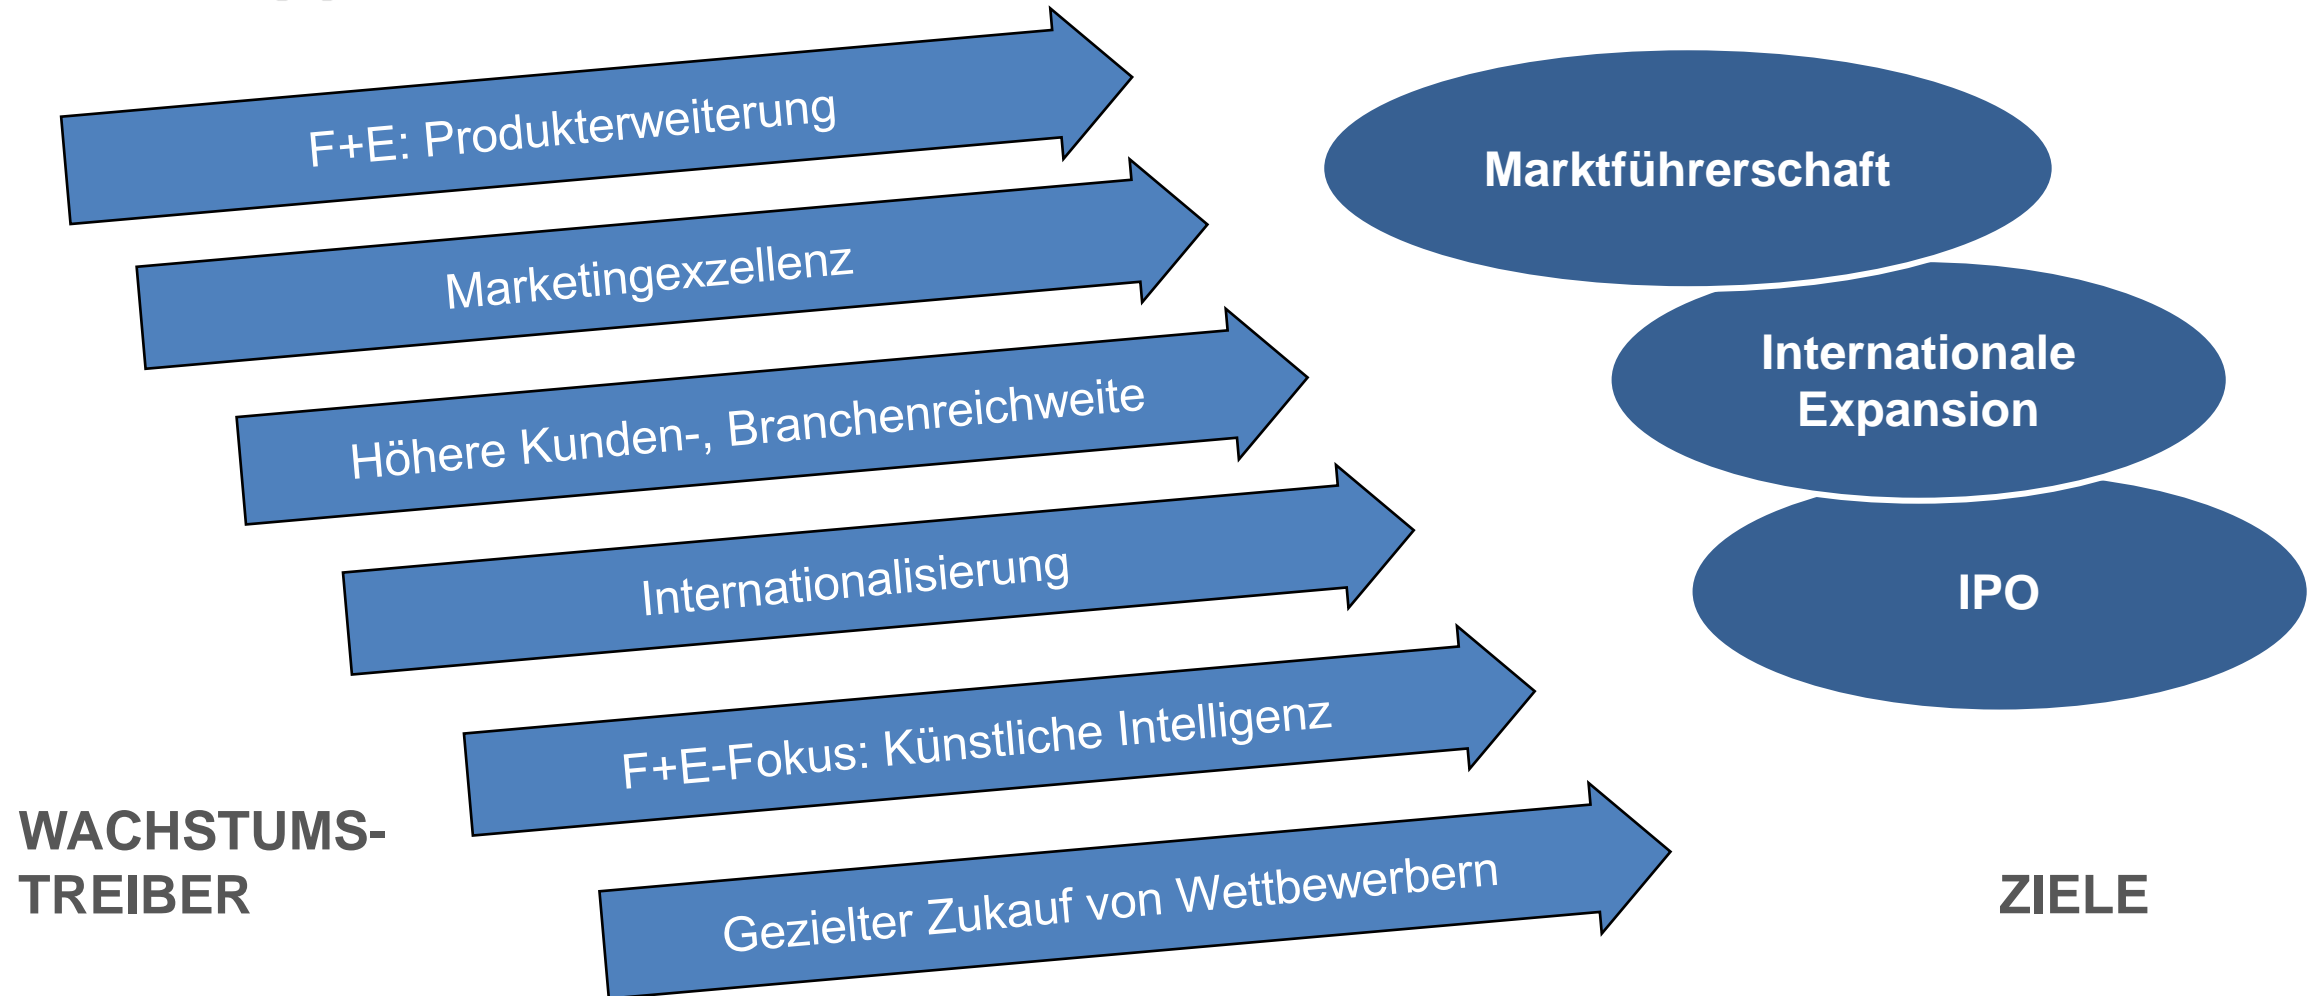 F+E: Produkterweiterung
Marketingexzellenz
Höhere Kunden-, Branchenreichweite
Internationalisierung
F+E-Fokus: Künstliche Intelligenz
Gezielter Zukauf von Wettbewerbern
WACHSTUMS-
TREIBER
Marktführerschaft
Internationale
Expansion
IPO
ZIELE